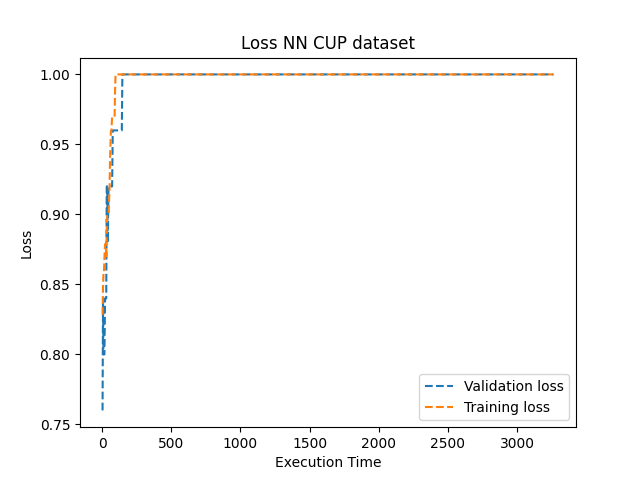 Loss NN CUP dataset
1.00
0.95
0.90
0.85
0.80
0.75
Loss
0
500
1000
1500
2000
2500
3000
Execution Time
Validation loss
Training loss